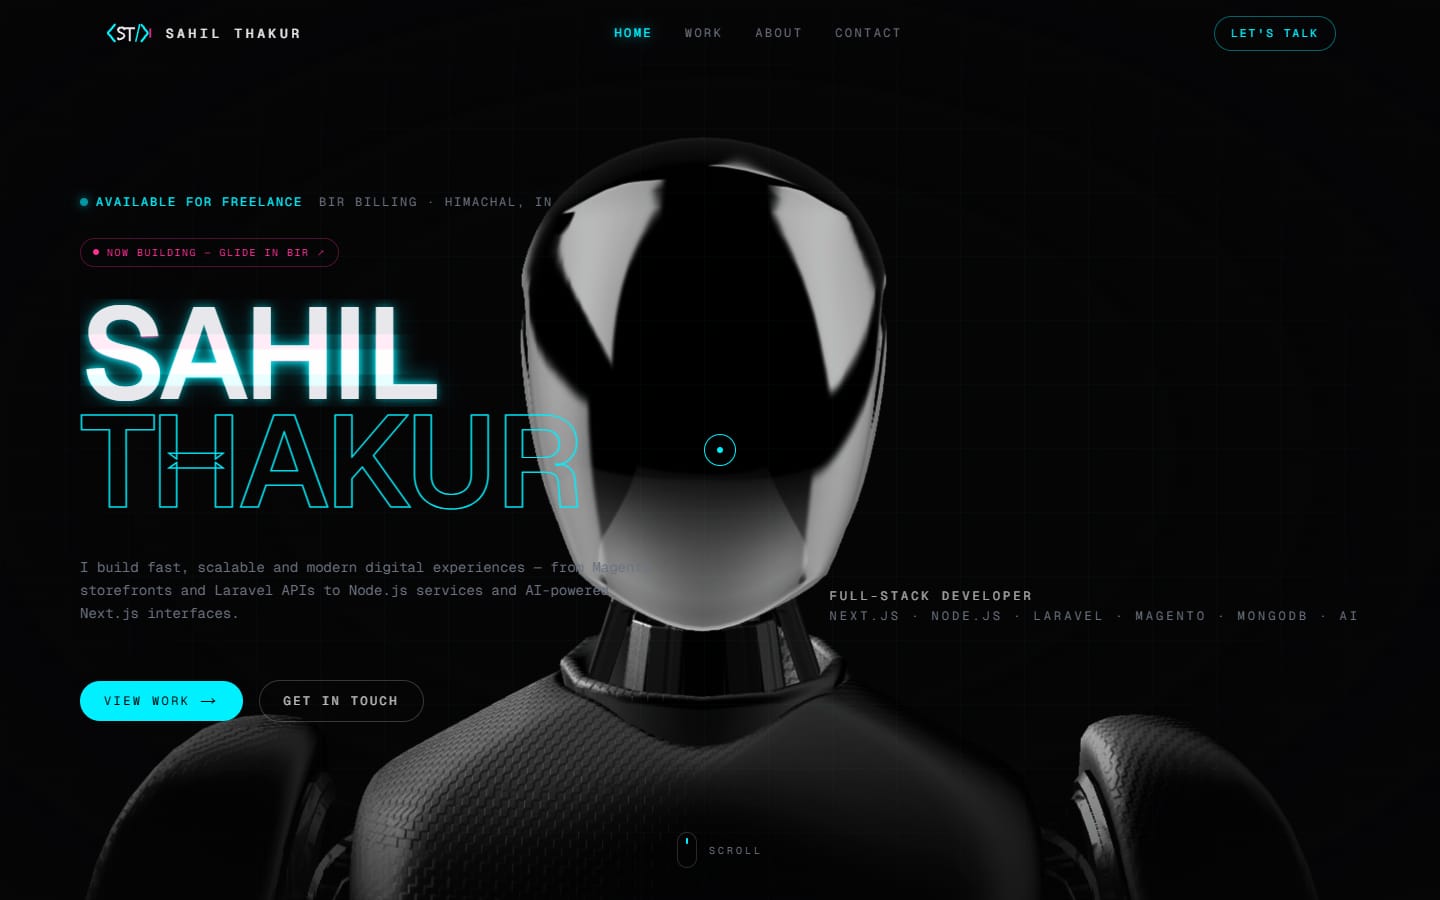 <ST/> SAHIL THAKUR
HOME WORK ABOUT CONTACT
LET'S TALK
AVAILABLE FOR FREELANCE BIR BILLING · HIMACHAL, IN
NOW BUILDING — GLIDE IN BIR ↗
SAHIL
THAKUR
I build fast, scalable and modern digital experiences — from Magento
storefronts and Laravel APIs to Node.js services and AI-powered
Next.js interfaces.
FULL-STACK DEVELOPER
NEXT.JS · NODE.JS · LARAVEL · MAGENTO · MONGODB · AI
VIEW WORK →
GET IN TOUCH
SCROLL